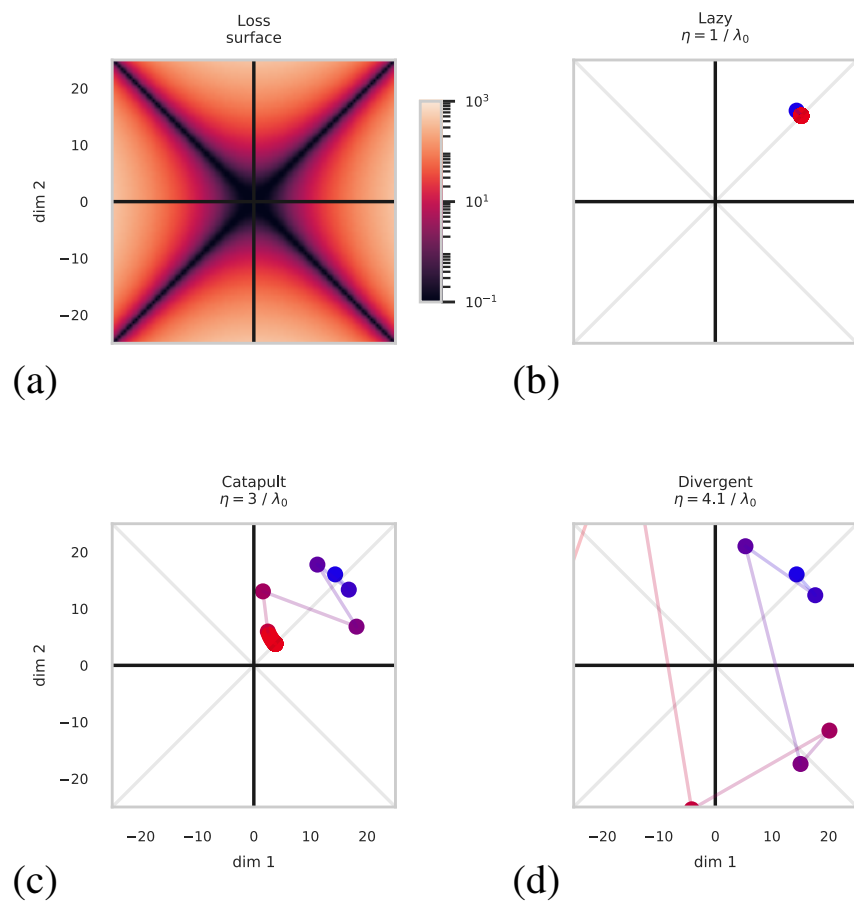 Loss
surface
20
10
0
−10
−20
dim 2
10³
10¹
10⁻¹
(a)
Lazy
η = 1 / λ₀
(b)
Catapult
η = 3 / λ₀
20
10
0
−10
−20
dim 2
−20 −10 0 10 20
dim 1
(c)
Divergent
η = 4.1 / λ₀
−20 −10 0 10 20
dim 1
(d)